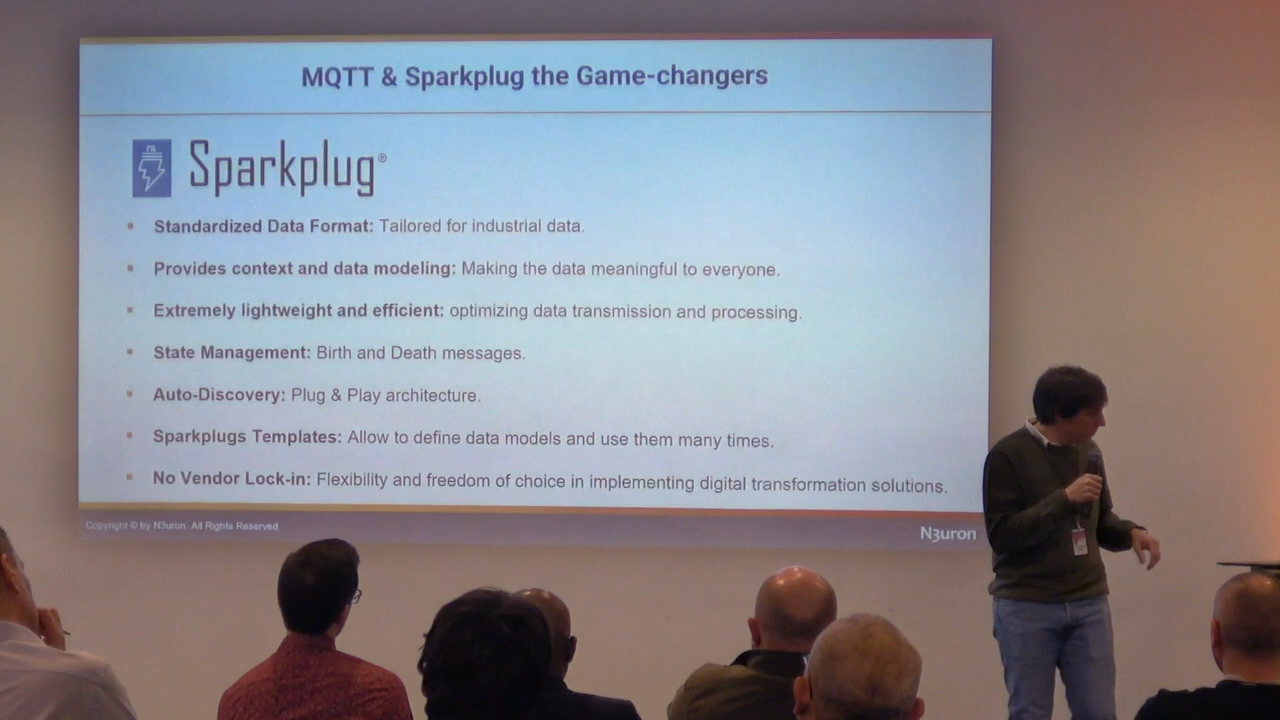 MQTT & Sparkplug the Game-changers
Sparkplug®
▪ Standardized Data Format: Tailored for industrial data.
▪ Provides context and data modeling: Making the data meaningful to everyone.
▪ Extremely lightweight and efficient: optimizing data transmission and processing.
▪ State Management: Birth and Death messages.
▪ Auto-Discovery: Plug & Play architecture.
▪ Sparkplugs Templates: Allow to define data models and use them many times.
▪ No Vendor Lock-in: Flexibility and freedom of choice in implementing digital transformation solutions.
Copyright © by N3uron. All Rights Reserved
N3uron